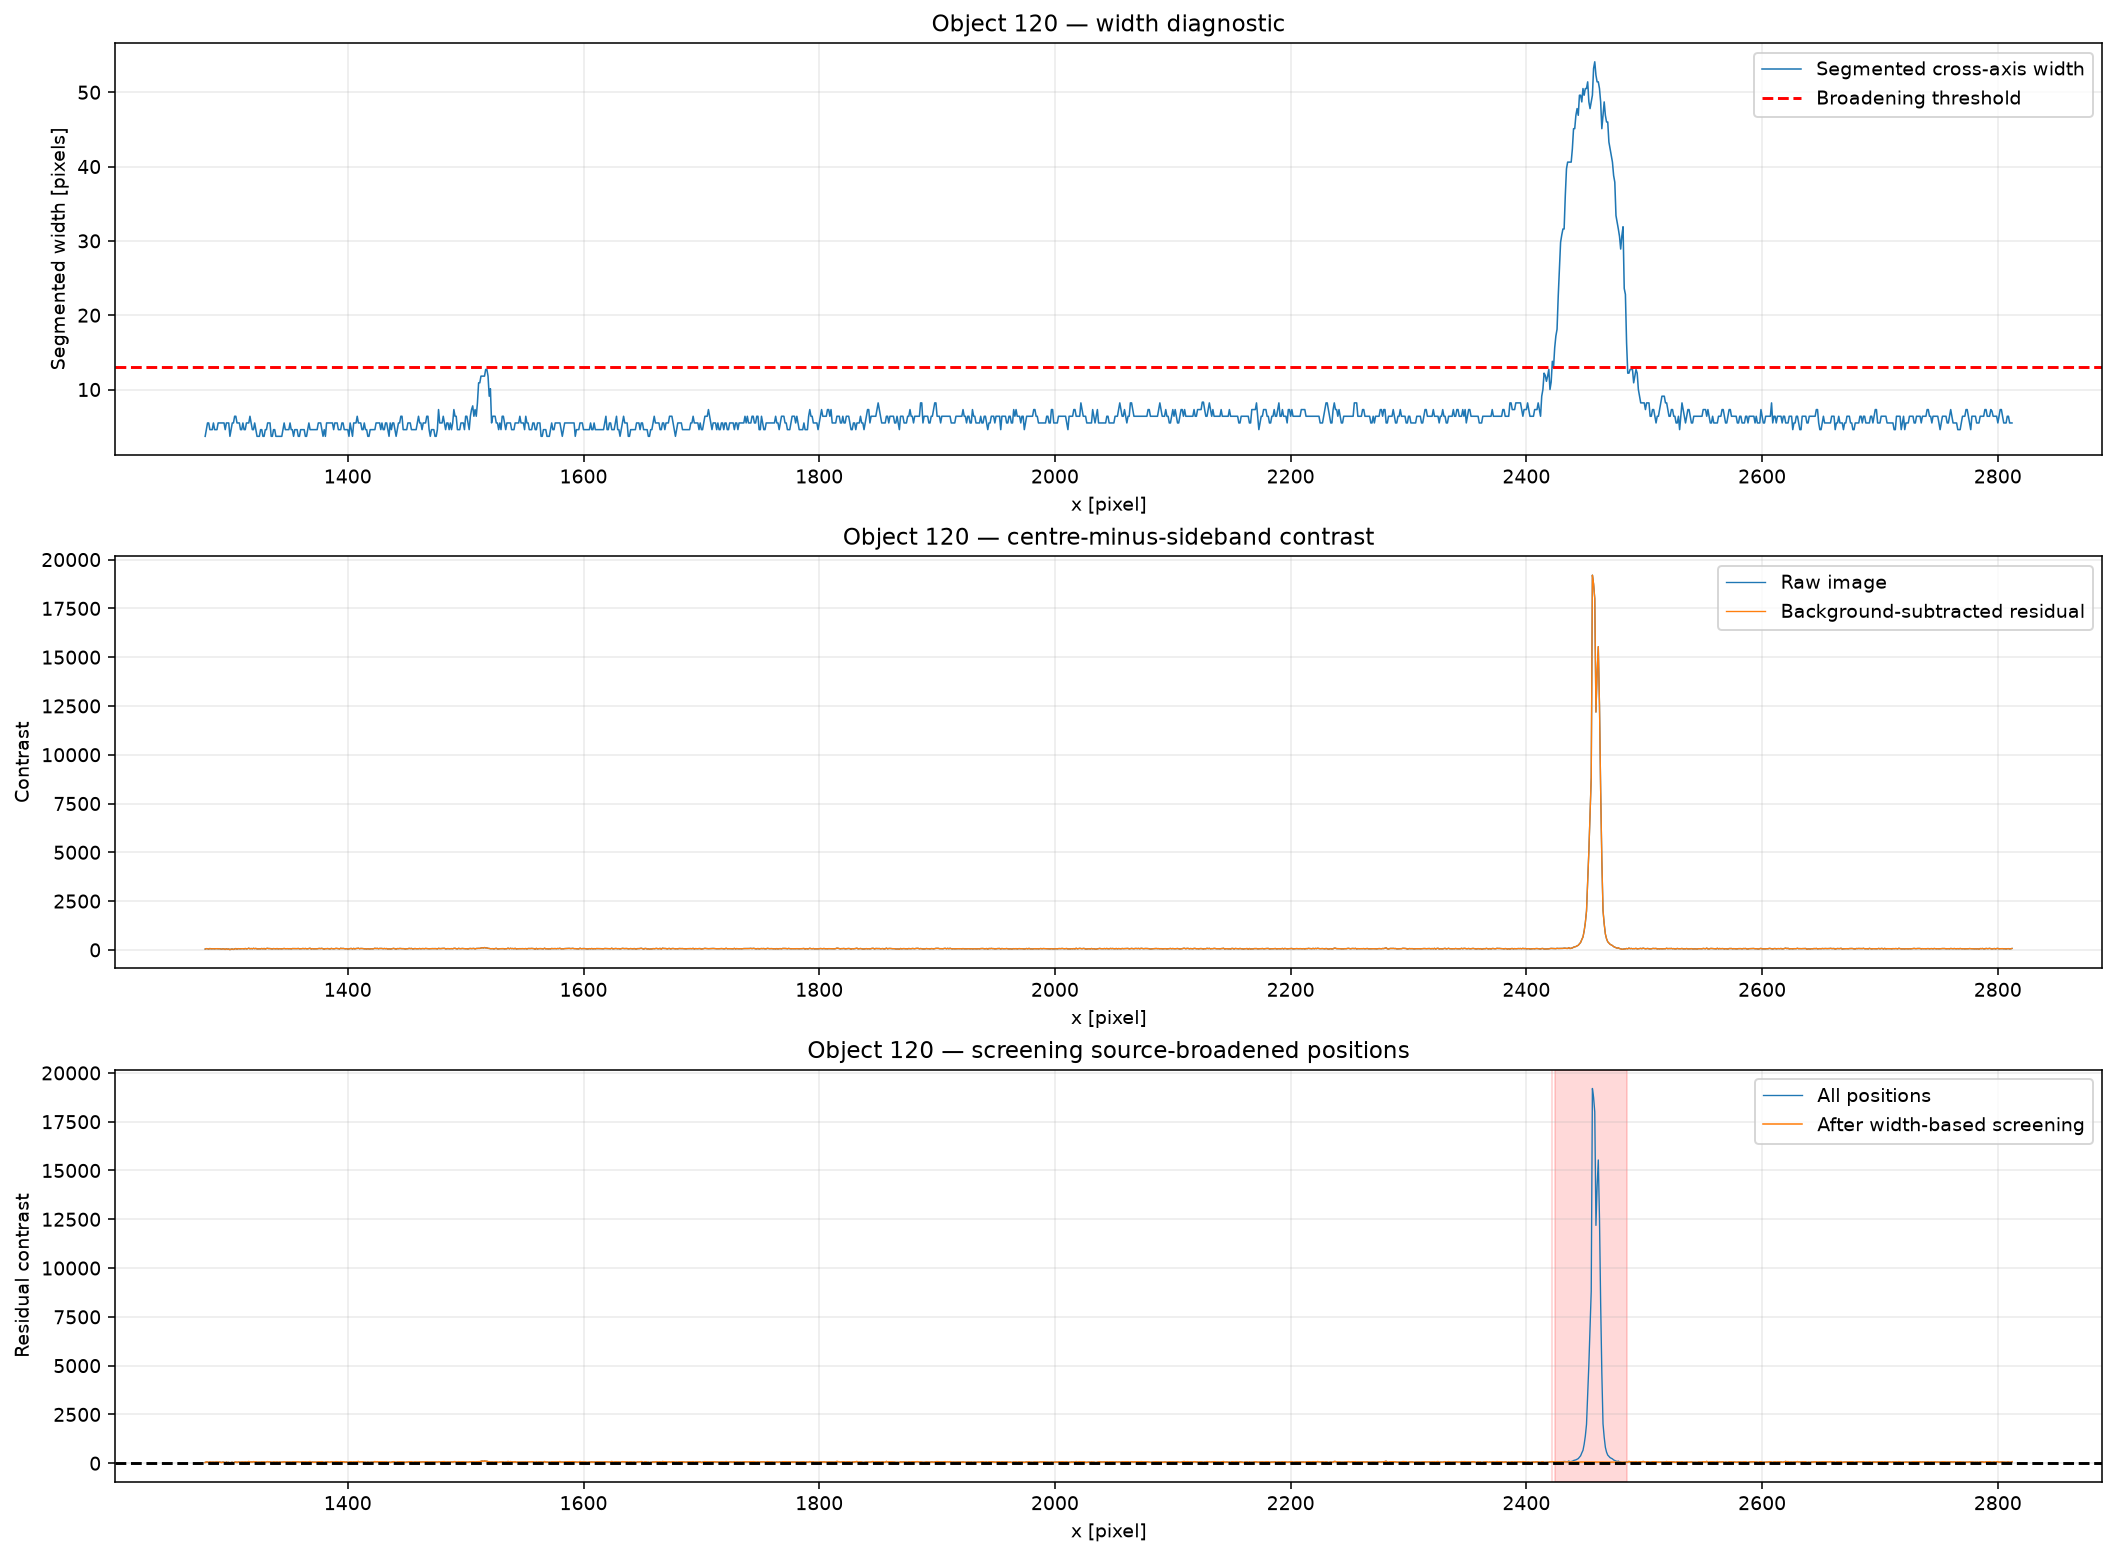 Object 120 — width diagnostic
Segmented width [pixels]
50
40
30
20
10
Segmented cross-axis width
Broadening threshold
1400 1600 1800 2000 2200 2400 2600 2800
x [pixel]
Object 120 — centre-minus-sideband contrast
Contrast
20000
17500
15000
12500
10000
7500
5000
2500
0
Raw image
Background-subtracted residual
1400 1600 1800 2000 2200 2400 2600 2800
x [pixel]
Object 120 — screening source-broadened positions
Residual contrast
20000
17500
15000
12500
10000
7500
5000
2500
0
All positions
After width-based screening
1400 1600 1800 2000 2200 2400 2600 2800
x [pixel]